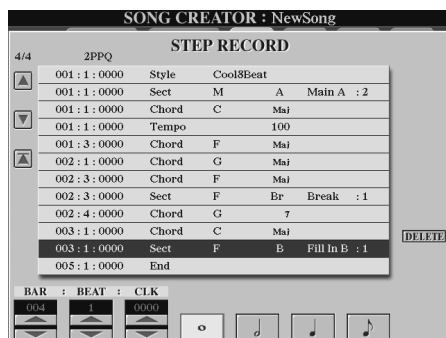 SONG CREATOR : NewSong
4/4 2PPQ STEP RECORD
001 : 1 : 0000 Style Cool8Beat
001 : 1 : 0000 Sect M A Main A : 2
001 : 1 : 0000 Chord C Maj
001 : 1 : 0000 Tempo 100
001 : 3 : 0000 Chord F Maj
002 : 1 : 0000 Chord G Maj
002 : 3 : 0000 Chord F Maj
002 : 3 : 0000 Sect F Br Break : 1
002 : 4 : 0000 Chord G 7
003 : 1 : 0000 Chord C Maj
003 : 1 : 0000 Sect F B Fill In B : 1
005 : 1 : 0000 End
DELETE
BAR : BEAT : CLK
004 1 0000